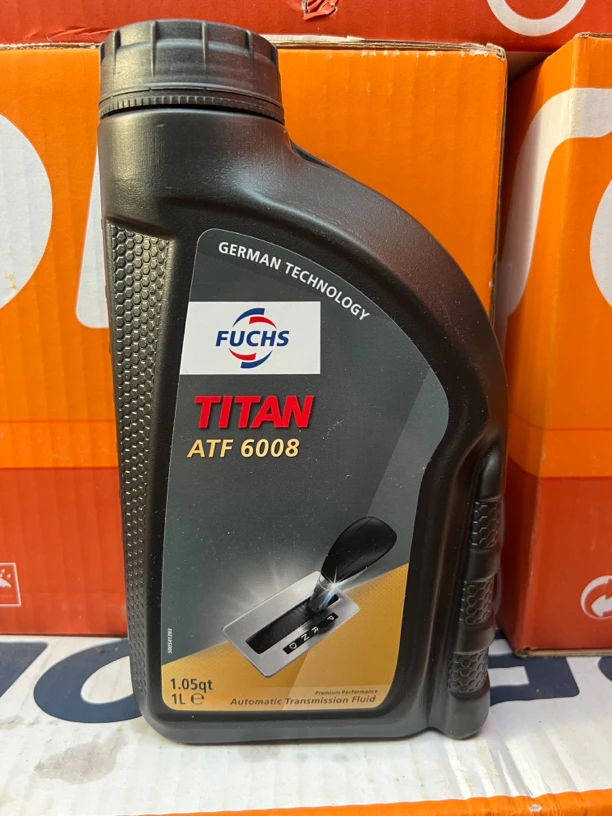 GERMAN TECHNOLOGY
FUCHS
TITAN
ATF 6008
P
R
N
D
1.05qt
1L e
Premium Performance
Automatic Transmission Fluid